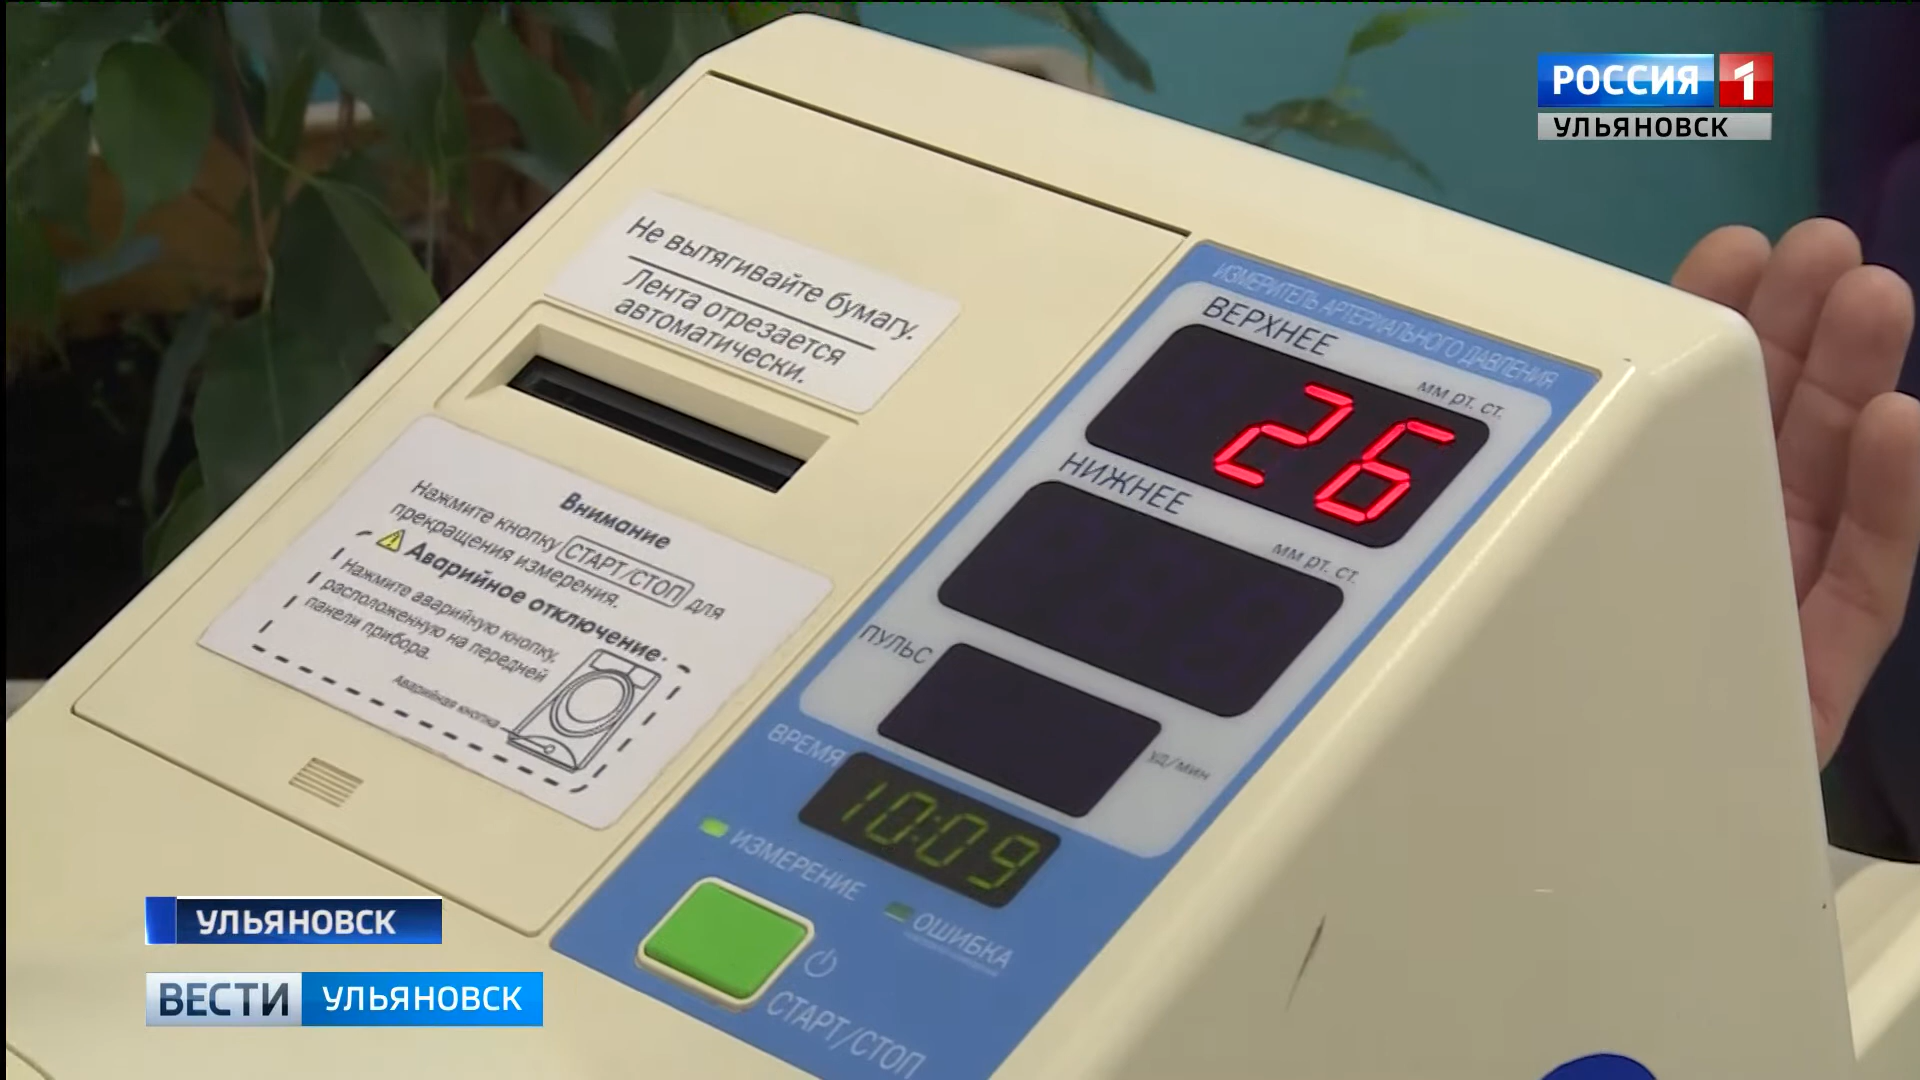 РОССИЯ 1
УЛЬЯНОВСК
Не вытягивайте бумагу.
Лента отрезается
автоматически.
Внимание
Нажмите кнопку СТАРТ/СТОП для
прекращения измерения.
Аварийное отключение
Нажмите аварийную кнопку,
расположенную на передней
панели прибора.
Аварийная кнопка
ИЗМЕРИТЕЛЬ АРТЕРИАЛЬНОГО ДАВЛЕНИЯ
ВЕРХНЕЕ
мм рт. ст.
26
НИЖНЕЕ
мм рт. ст.
ПУЛЬС
уд/мин
ВРЕМЯ
10:09
ИЗМЕРЕНИЕ
ОШИБКА
СТАРТ/СТОП
УЛЬЯНОВСК
ВЕСТИ УЛЬЯНОВСК